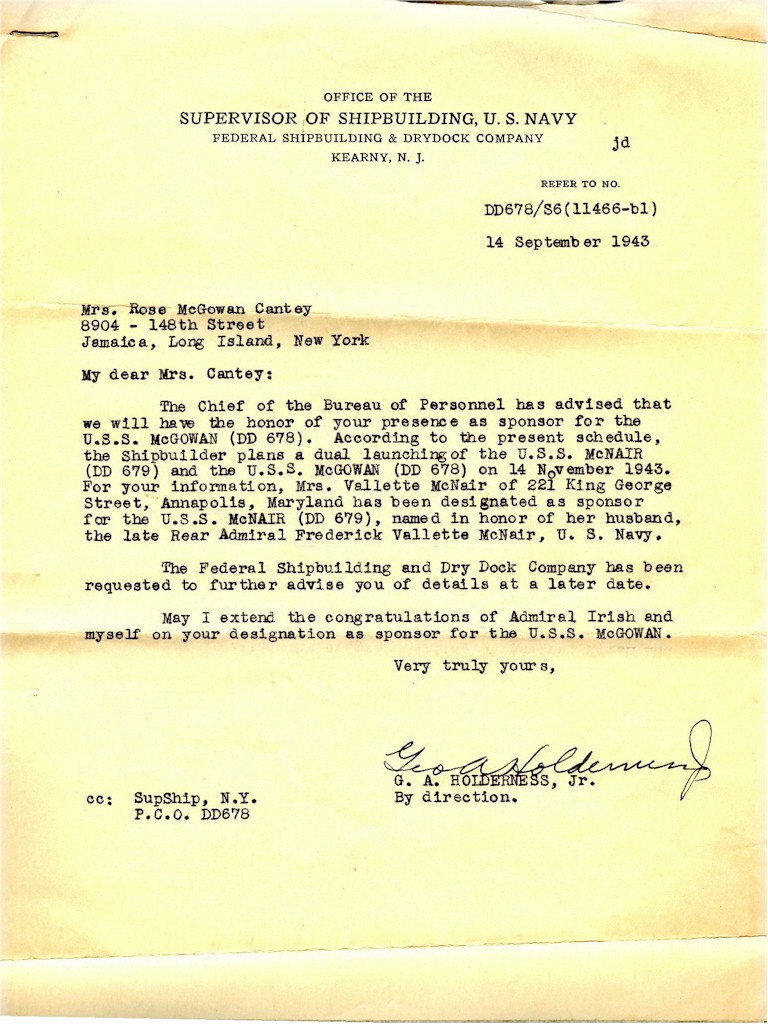 OFFICE OF THE
SUPERVISOR OF SHIPBUILDING, U. S. NAVY
FEDERAL SHIPBUILDING & DRYDOCK COMPANY
jd
KEARNY, N. J.
REFER TO NO.
DD678/S6(11466-bl)
14 September 1943
Mrs. Rose McGowan Cantey
8904 - 148th Street
Jamaica, Long Island, New York
My dear Mrs. Cantey:
The Chief of the Bureau of Personnel has advised that
we will have the honor of your presence as sponsor for the
U.S.S. McGOWAN (DD 678). According to the present schedule,
the Shipbuilder plans a dual launching of the U.S.S. McNAIR
(DD 679) and the U.S.S. McGOWAN (DD 678) on 14 November 1943.
For your information, Mrs. Vallette McNair of 221 King George
Street, Annapolis, Maryland has been designated as sponsor
for the U.S.S. McNAIR (DD 679), named in honor of her husband,
the late Rear Admiral Frederick Vallette McNair, U. S. Navy.
The Federal Shipbuilding and Dry Dock Company has been
requested to further advise you of details at a later date.
May I extend the congratulations of Admiral Irish and
myself on your designation as sponsor for the U.S.S. McGOWAN.
Very truly yours,
Geo A Holderness Jr
G. A. HOLDERNESS, Jr.
By direction.
cc: SupShip, N.Y.
P.C.O. DD678